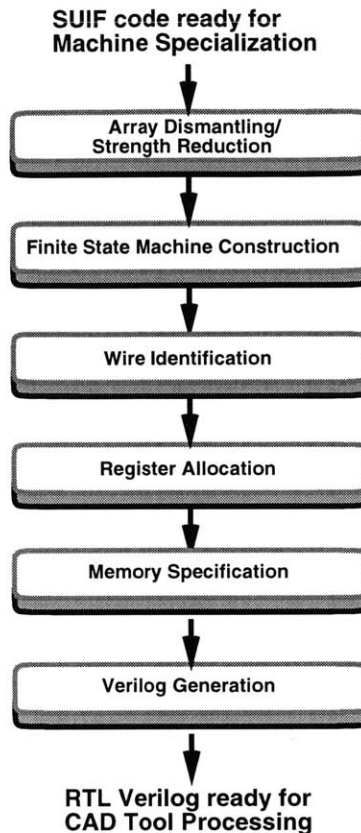 SUIF code ready for
Machine Specialization
Array Dismantling/
Strength Reduction
Finite State Machine Construction
Wire Identification
Register Allocation
Memory Specification
Verilog Generation
RTL Verilog ready for
CAD Tool Processing